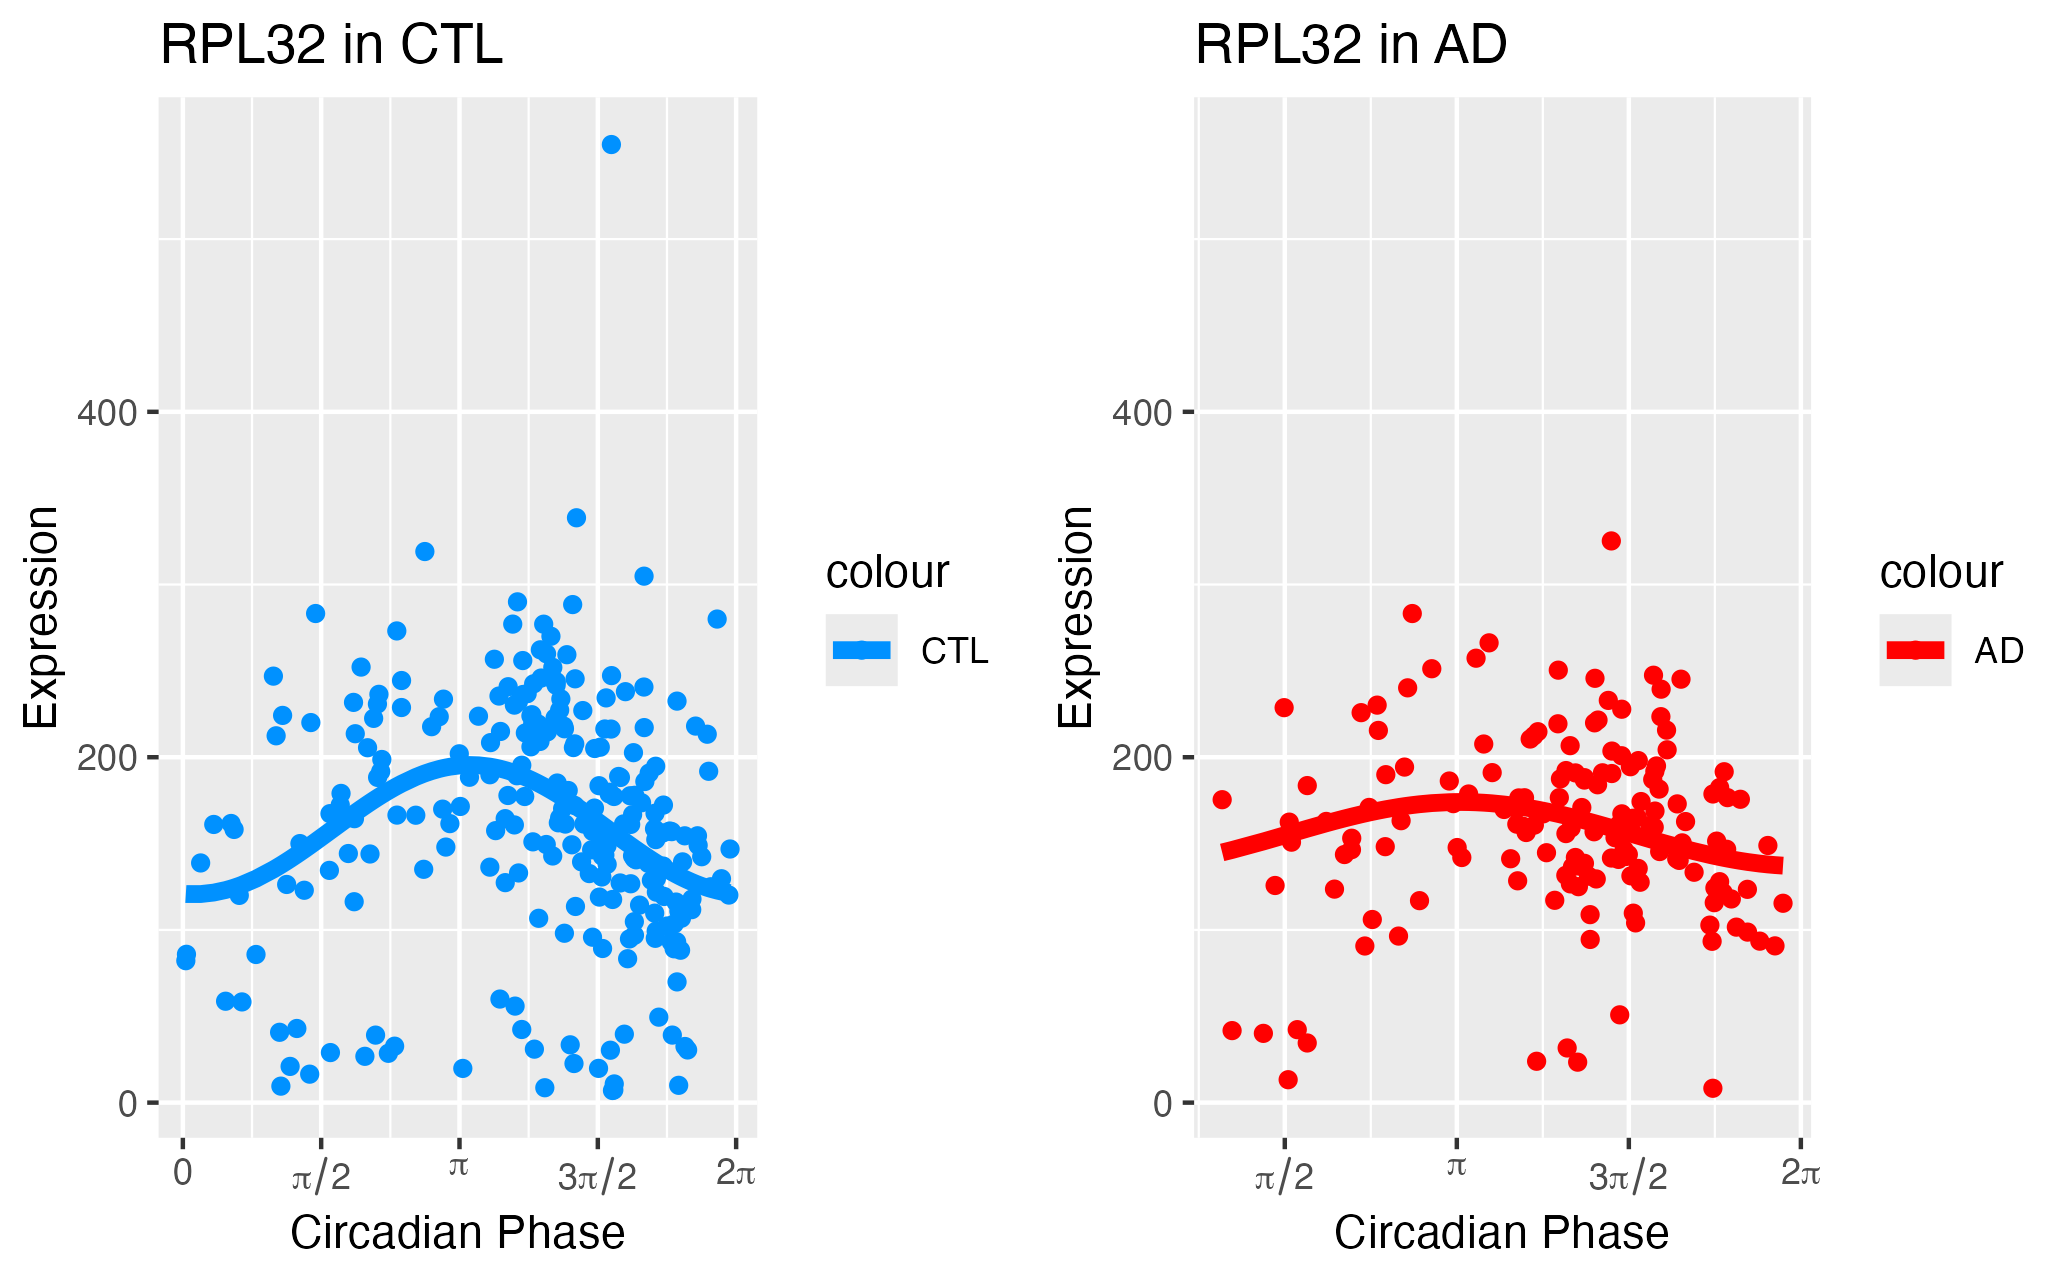 RPL32 in CTL
Expression
400
200
0
0 π/2 π 3π/2 2π
Circadian Phase
colour
CTL
RPL32 in AD
Expression
400
200
0
π/2 π 3π/2 2π
Circadian Phase
colour
AD